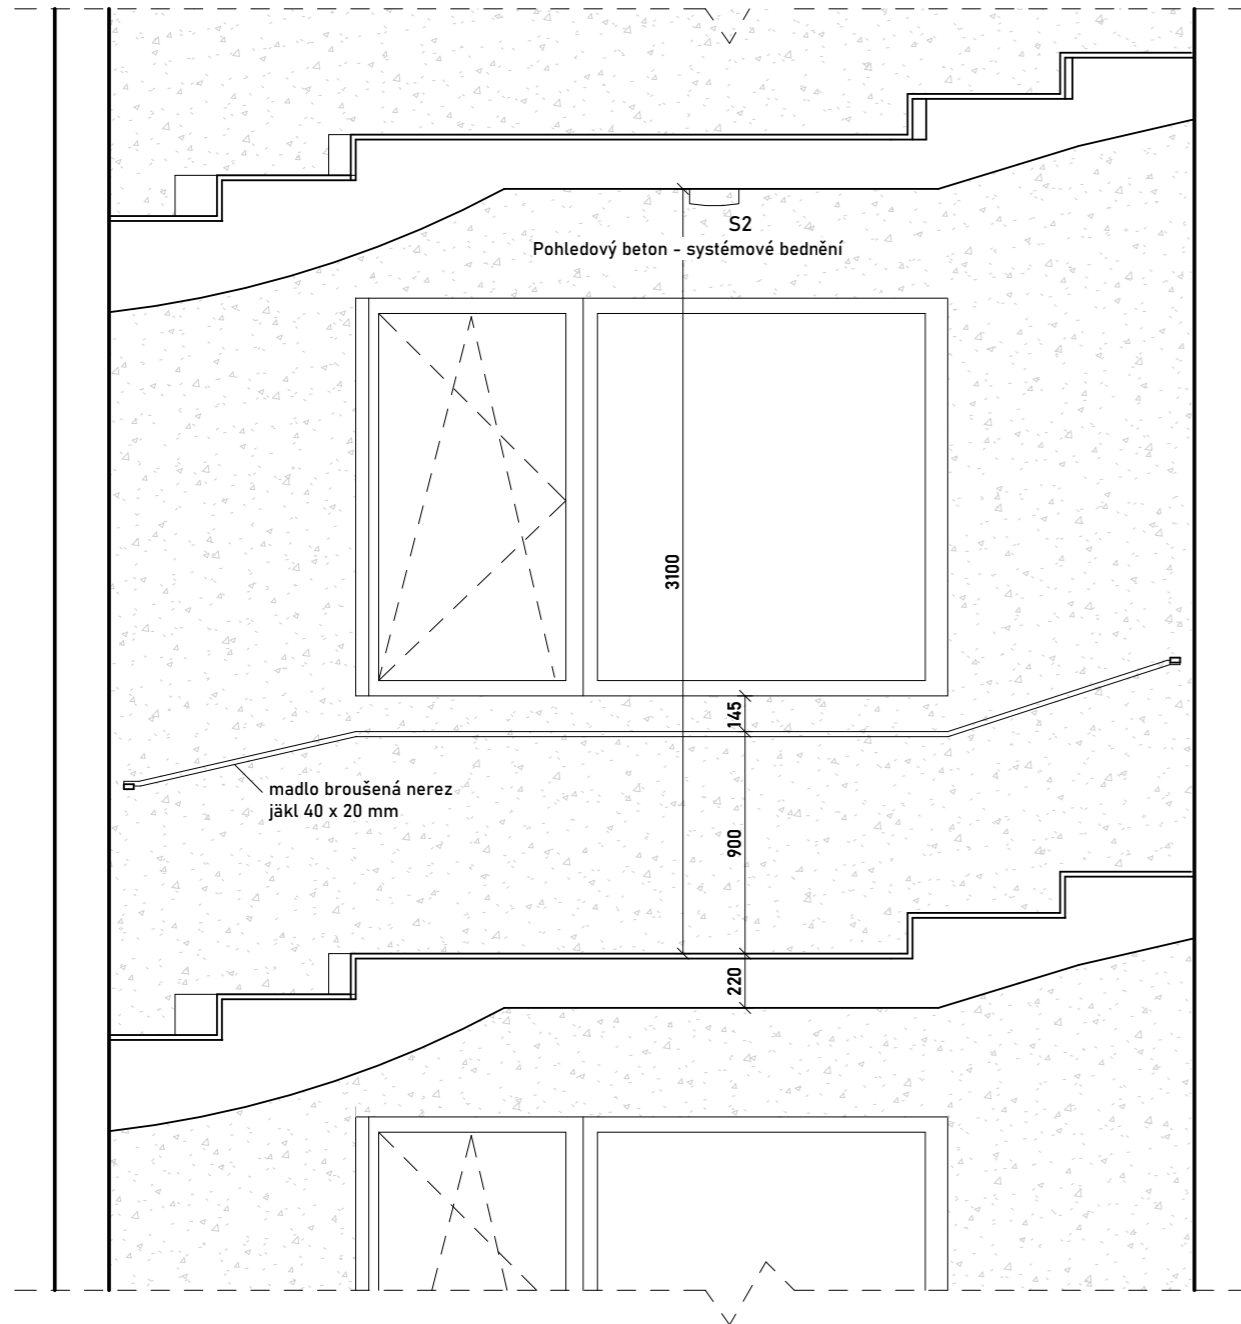 S2
Pohledový beton - systémové bednění
3100
145
madlo broušená nerez
jäkl 40 x 20 mm
900
220